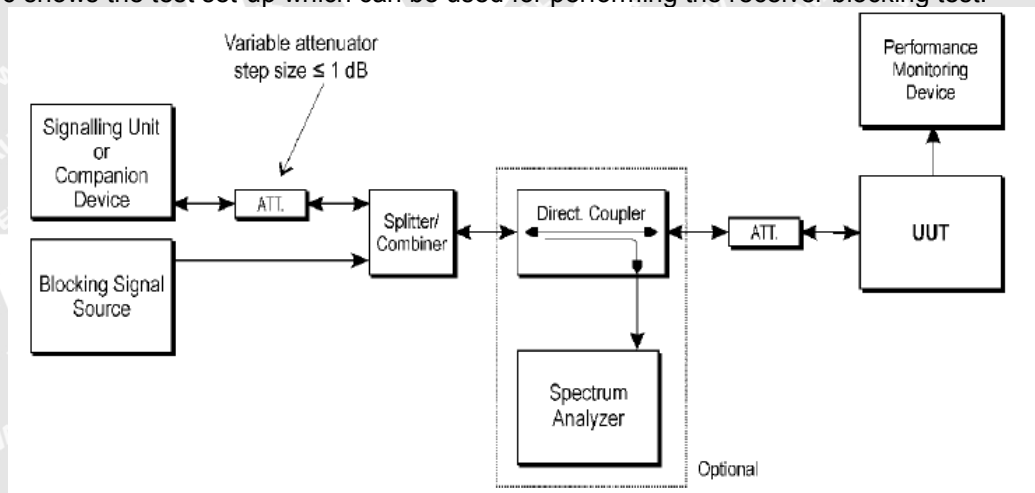 shows the test set-up which can be used for performing the receiver blocking test.
Variable attenuator
step size ≤ 1 dB
Performance
Monitoring
Device
Signalling Unit
or
Companion
Device
ATT.
Splitter/
Combiner
Direct. Coupler
ATT.
UUT
Blocking Signal
Source
Spectrum
Analyzer
Optional